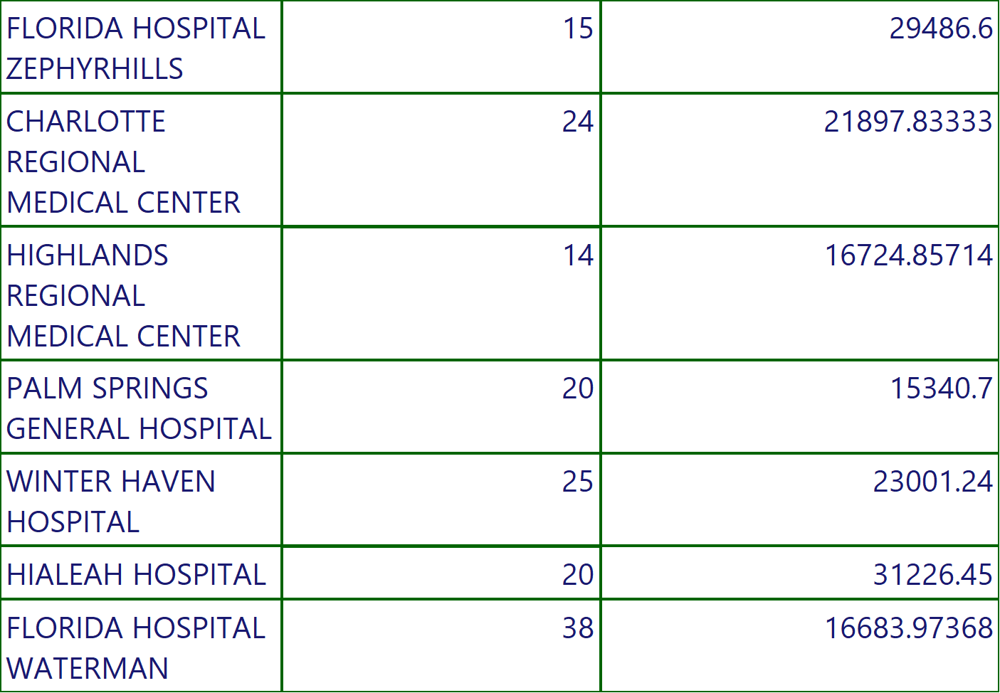 FLORIDA HOSPITAL 15 29486.6
ZEPHYRHILLS
CHARLOTTE 24 21897.83333
REGIONAL
MEDICAL CENTER
HIGHLANDS 14 16724.85714
REGIONAL
MEDICAL CENTER
PALM SPRINGS 20 15340.7
GENERAL HOSPITAL
WINTER HAVEN 25 23001.24
HOSPITAL
HIALEAH HOSPITAL 20 31226.45
FLORIDA HOSPITAL 38 16683.97368
WATERMAN